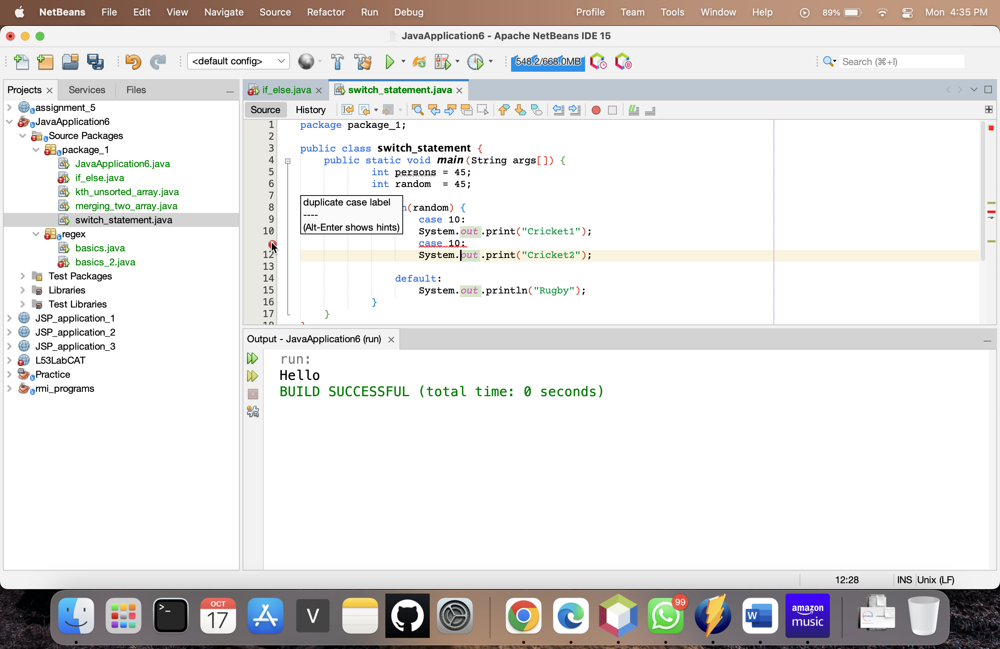 NetBeans File Edit View Navigate Source Refactor Run Debug Profile Team Tools Window Help 89% Mon 4:35 PM
JavaApplication6 - Apache NetBeans IDE 15
<default config> 548.2/668.0MB Search (⌘+I)
Projects Services Files
assignment_5
JavaApplication6
Source Packages
package_1
JavaApplication6.java
if_else.java
kth_unsorted_array.java
merging_two_array.java
switch_statement.java
regex
basics.java
basics_2.java
Test Packages
Libraries
Test Libraries
JSP_application_1
JSP_application_2
JSP_application_3
L53LabCAT
Practice
rmi_programs
if_else.java switch_statement.java
Source History
1 package package_1;
2
3 public class switch_statement {
4 public static void main(String args[]) {
5 int persons = 45;
6 int random  = 45;
7
8 (random) {
9 case 10:
10 System.out.print("Cricket1");
case 10:
12 System.out.print("Cricket2");
13
14 default:
15 System.out.println("Rugby");
16 }
17 }
18 }
duplicate case label
----
(Alt-Enter shows hints)
Output - JavaApplication6 (run)
run:
Hello
BUILD SUCCESSFUL (total time: 0 seconds)
12:28 INS Unix (LF)
>_
OCT
17
V
99
W
amazon
music